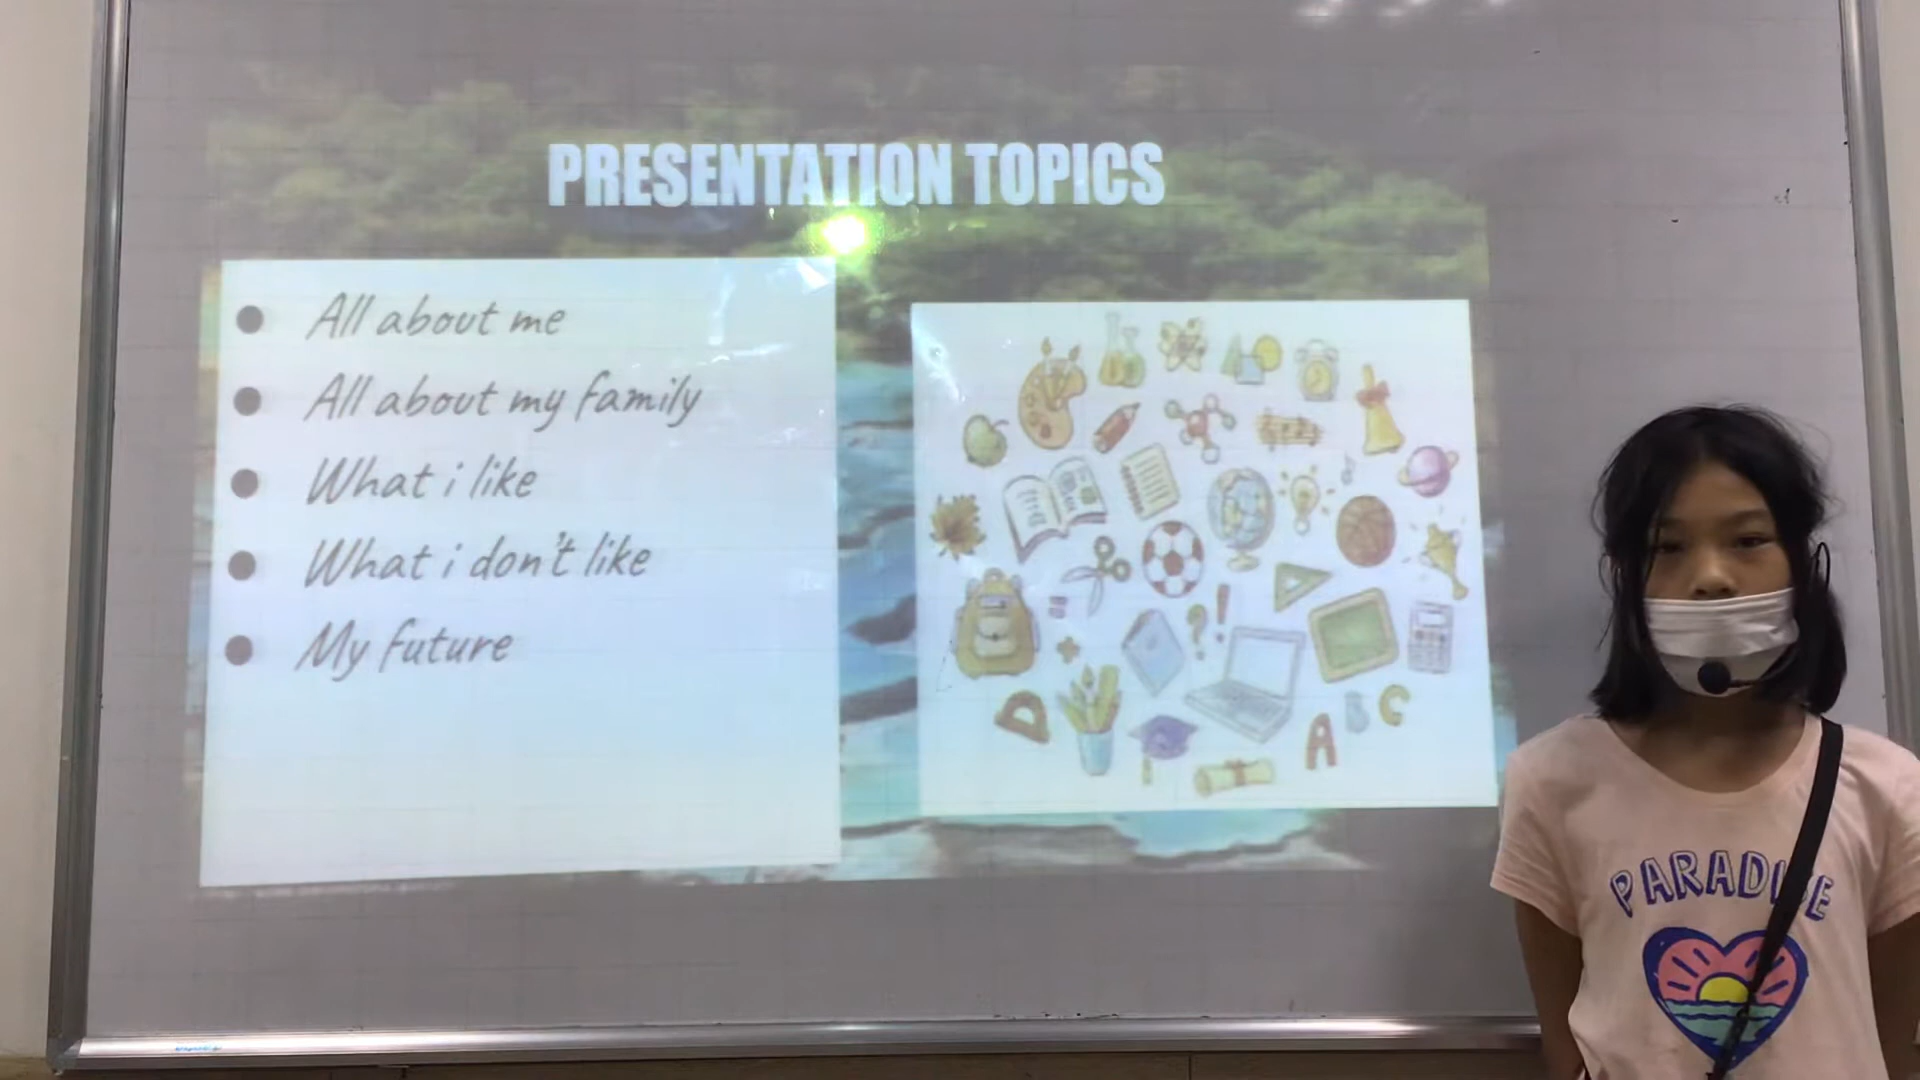 PRESENTATION TOPICS
All about me
All about my family
What i like
What i don't like
My future
A B C
PARADISE